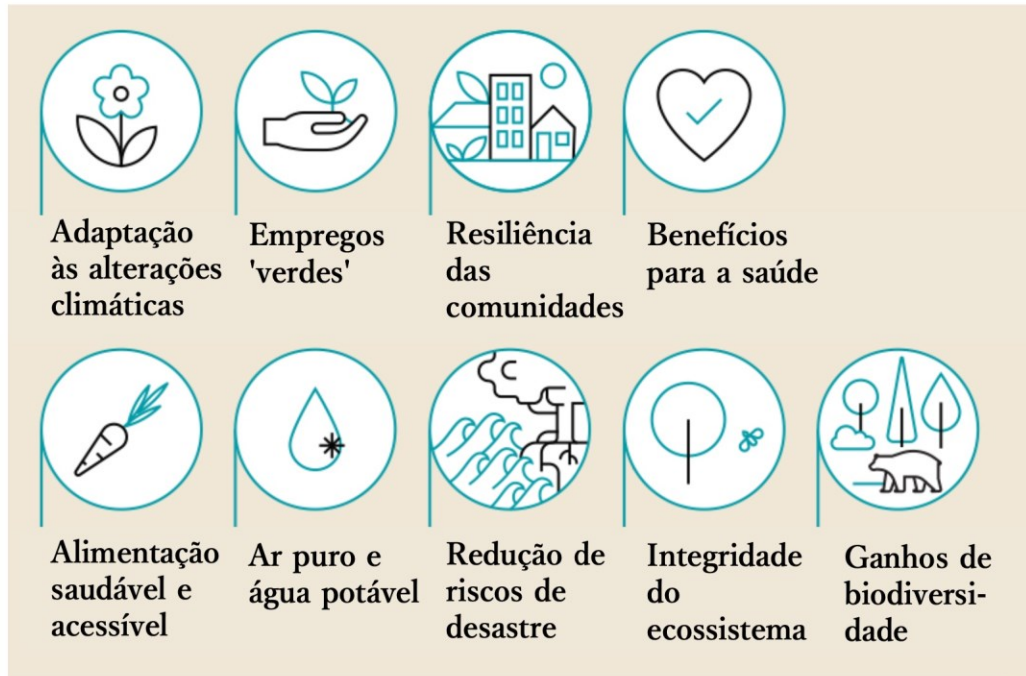 Adaptação
às alterações
climáticas
Empregos
'verdes'
Resiliência
das
comunidades
Benefícios
para a saúde
Alimentação
saudável e
acessível
Ar puro e
água potável
Redução de
riscos de
desastre
Integridade
do
ecossistema
Ganhos de
biodiversi-
dade